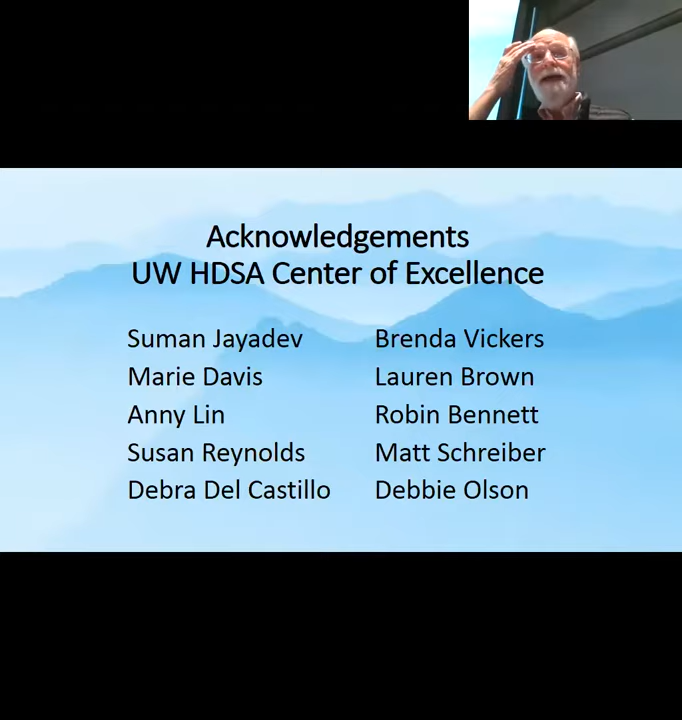 Acknowledgements
UW HDSA Center of Excellence
Suman Jayadev
Marie Davis
Anny Lin
Susan Reynolds
Debra Del Castillo
Brenda Vickers
Lauren Brown
Robin Bennett
Matt Schreiber
Debbie Olson